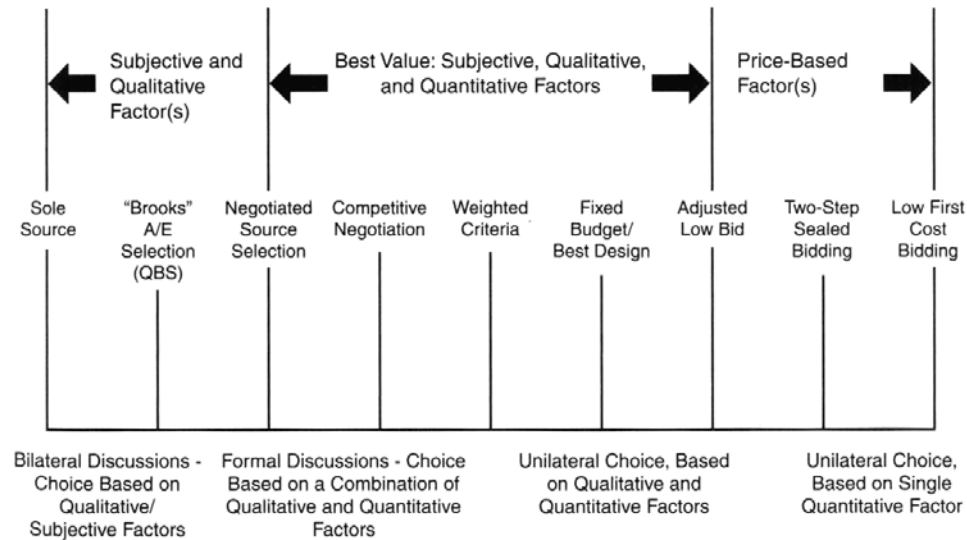 Subjective and
Qualitative
Factor(s)
Best Value: Subjective, Qualitative,
and Quantitative Factors
Price-Based
Factor(s)
Sole
Source
“Brooks”
A/E
Selection
(QBS)
Negotiated
Source
Selection
Competitive
Negotiation
Weighted
Criteria
Fixed
Budget/
Best Design
Adjusted
Low Bid
Two-Step
Sealed
Bidding
Low First
Cost
Bidding
Bilateral Discussions -
Choice Based on
Qualitative/
Subjective Factors
Formal Discussions - Choice
Based on a Combination of
Qualitative and Quantitative
Factors
Unilateral Choice, Based
on Qualitative and
Quantitative Factors
Unilateral Choice,
Based on Single
Quantitative Factor